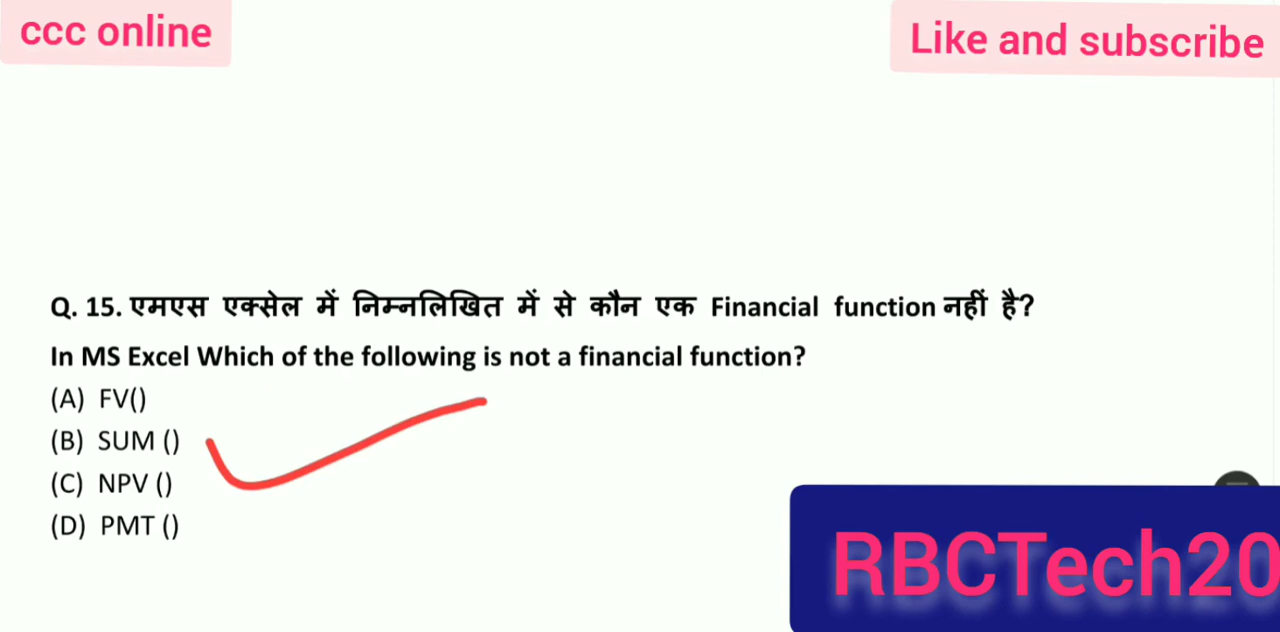 ccc online
Like and subscribe
Q. 15. एमएस एक्सेल में निम्नलिखित में से कौन एक Financial function नहीं है?
In MS Excel Which of the following is not a financial function?
(A) FV()
(B) SUM ()
(C) NPV ()
(D) PMT ()
RBCTech20